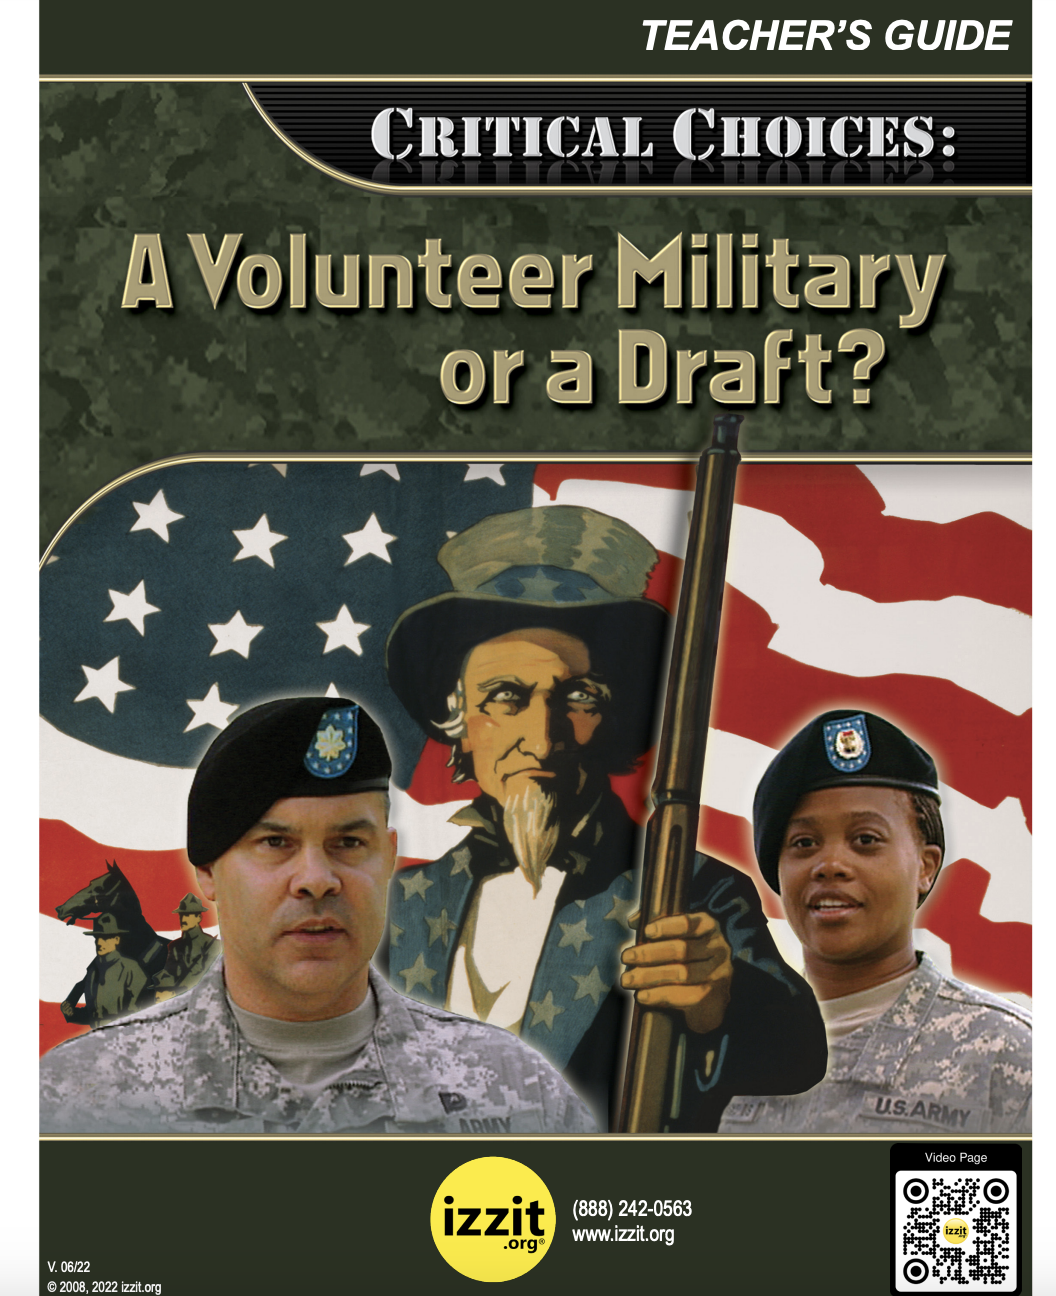 TEACHER'S GUIDE
CRITICAL CHOICES:
A Volunteer Military
or a Draft?
ARMY
U.S. ARMY
Video Page
izzit
.org®
(888) 242-0563
www.izzit.org
izzit
.org
V. 06/22
© 2008, 2022 izzit.org